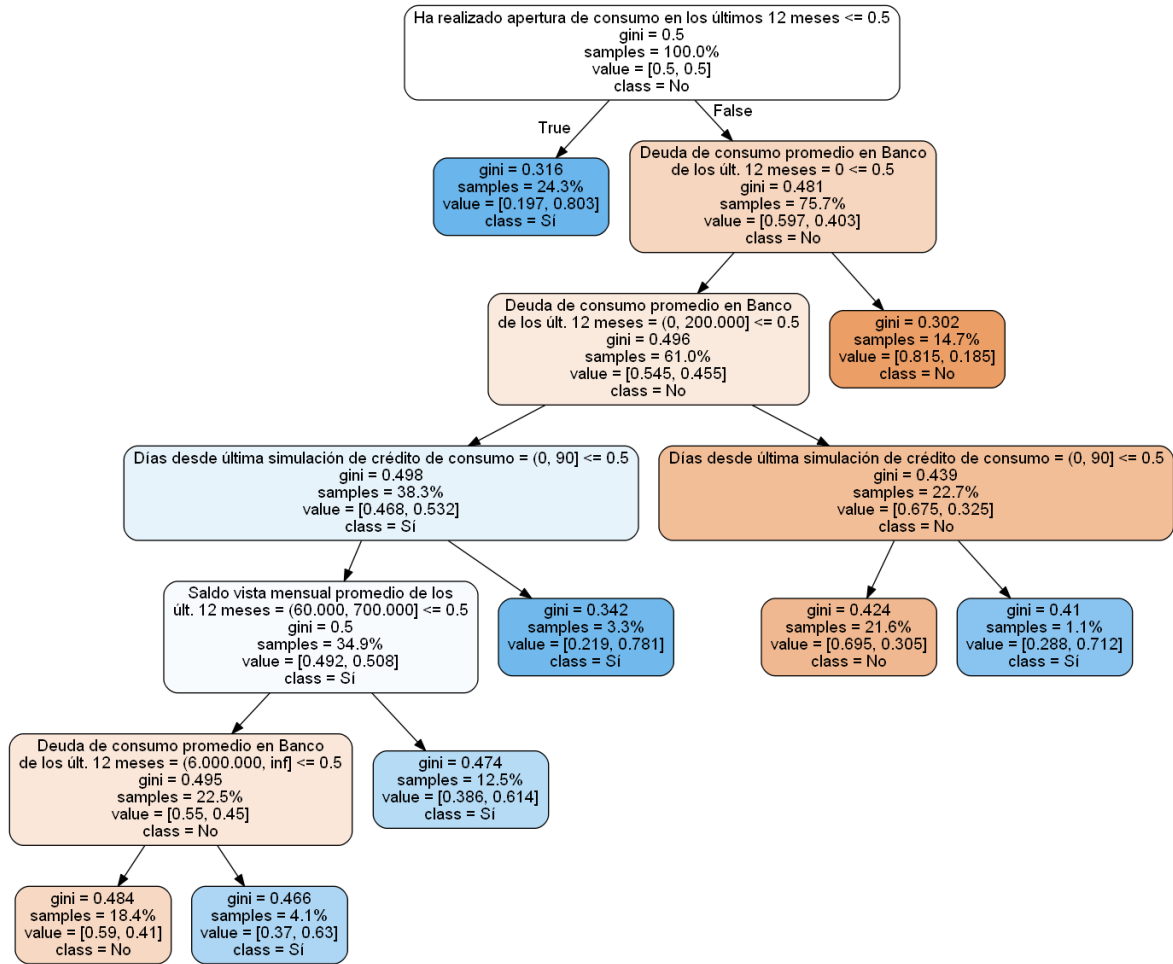 Ha realizado apertura de consumo en los últimos 12 meses <= 0.5
gini = 0.5
samples = 100.0%
value = [0.5, 0.5]
class = No
True
False
gini = 0.316
samples = 24.3%
value = [0.197, 0.803]
class = Sí
Deuda de consumo promedio en Banco
de los últ. 12 meses = 0 <= 0.5
gini = 0.481
samples = 75.7%
value = [0.597, 0.403]
class = No
Deuda de consumo promedio en Banco
de los últ. 12 meses = (0, 200.000] <= 0.5
gini = 0.496
samples = 61.0%
value = [0.545, 0.455]
class = No
gini = 0.302
samples = 14.7%
value = [0.815, 0.185]
class = No
Días desde última simulación de crédito de consumo = (0, 90] <= 0.5
gini = 0.498
samples = 38.3%
value = [0.468, 0.532]
class = Sí
Días desde última simulación de crédito de consumo = (0, 90] <= 0.5
gini = 0.439
samples = 22.7%
value = [0.675, 0.325]
class = No
Saldo vista mensual promedio de los
últ. 12 meses = (60.000, 700.000] <= 0.5
gini = 0.5
samples = 34.9%
value = [0.492, 0.508]
class = Sí
gini = 0.342
samples = 3.3%
value = [0.219, 0.781]
class = Sí
gini = 0.424
samples = 21.6%
value = [0.695, 0.305]
class = No
gini = 0.41
samples = 1.1%
value = [0.288, 0.712]
class = Sí
Deuda de consumo promedio en Banco
de los últ. 12 meses = (6.000.000, inf] <= 0.5
gini = 0.495
samples = 22.5%
value = [0.55, 0.45]
class = No
gini = 0.474
samples = 12.5%
value = [0.386, 0.614]
class = Sí
gini = 0.484
samples = 18.4%
value = [0.59, 0.41]
class = No
gini = 0.466
samples = 4.1%
value = [0.37, 0.63]
class = Sí